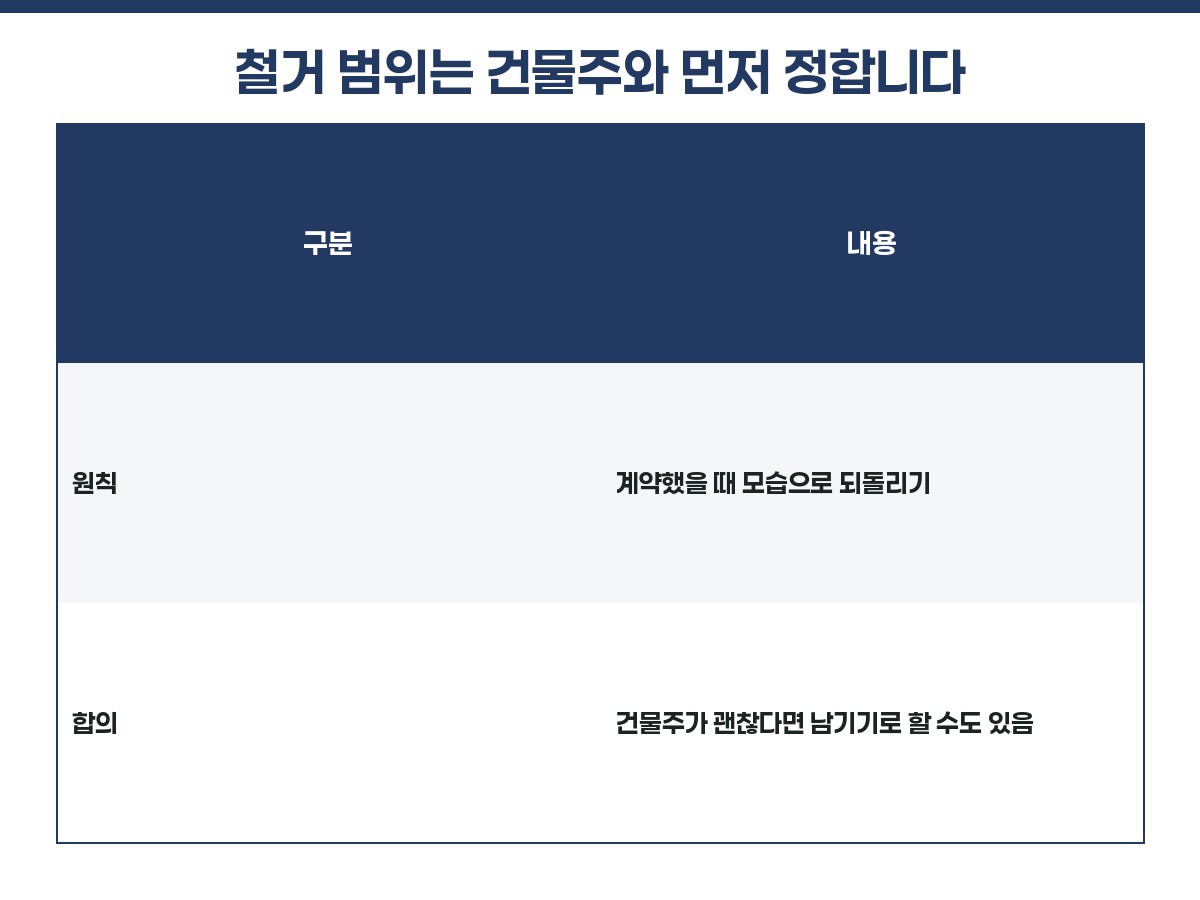 철거 범위는 건물주와 먼저 정합니다
구분 내용
원칙 계약했을 때 모습으로 되돌리기
합의 건물주가 괜찮다면 남기기로 할 수도 있음